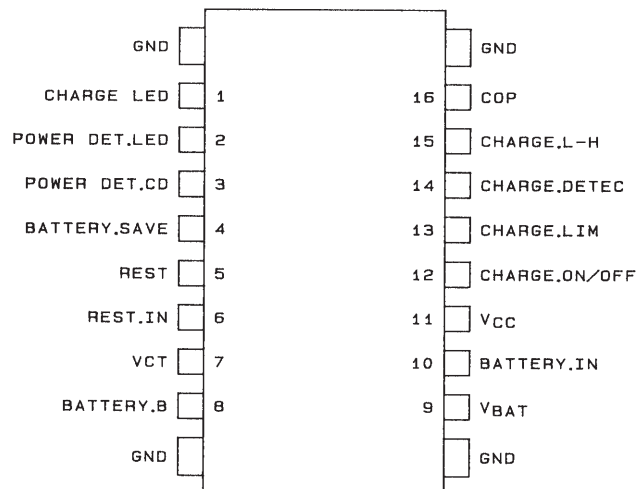 GND GND
CHARGE LED 1 16 COP
POWER DET.LED 2 15 CHARGE.L-H
POWER DET.CD 3 14 CHARGE.DETEC
BATTERY.SAVE 4 13 CHARGE.LIM
REST 5 12 CHARGE.ON/OFF
REST.IN 6 11 VCC
VCT 7 10 BATTERY.IN
BATTERY.B 8 9 VBAT
GND GND